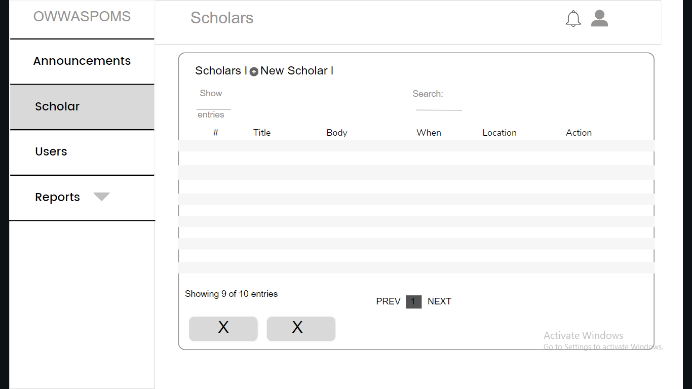 OWWASPOMS
Scholars
Announcements
Scholar
Users
Reports
Scholars | New Scholar |
Show
entries
Search:
# Title Body When Location Action
Showing 9 of 10 entries
PREV 1 NEXT
X X
Activate Windows
Go to Settings to activate Windows.